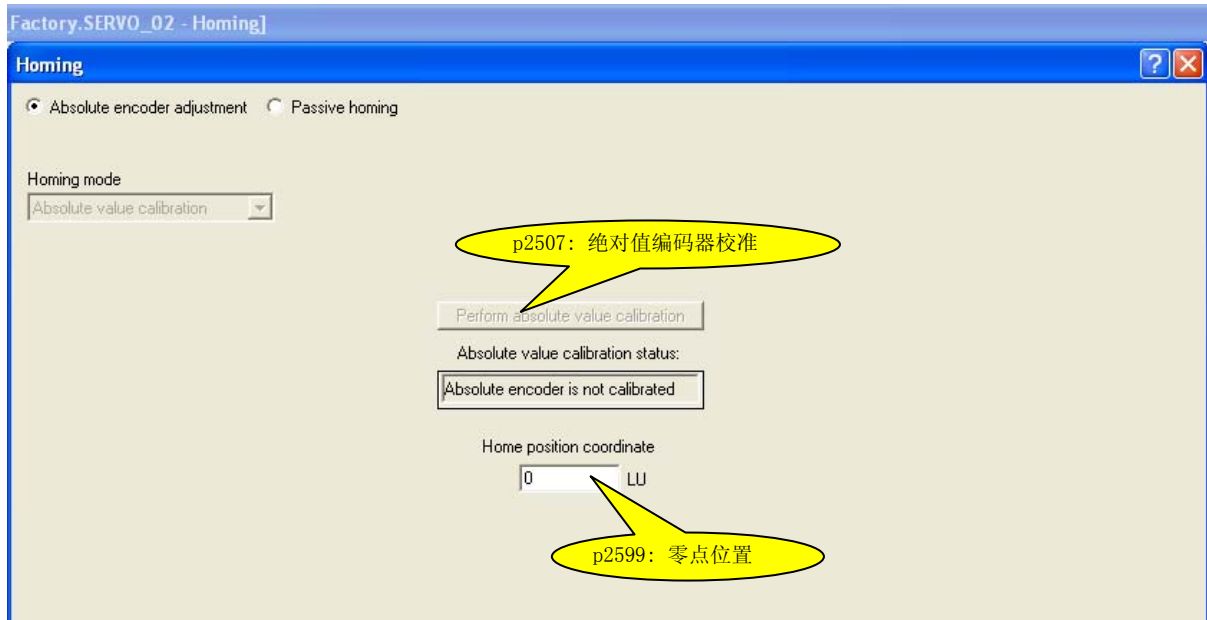 Factory.SERVO_02 - Homing]
Homing
Absolute encoder adjustment Passive homing
Homing mode
Absolute value calibration
p2507: 绝对值编码器校准
Perform absolute value calibration
Absolute value calibration status:
Absolute encoder is not calibrated
Home position coordinate
0 LU
p2599: 零点位置